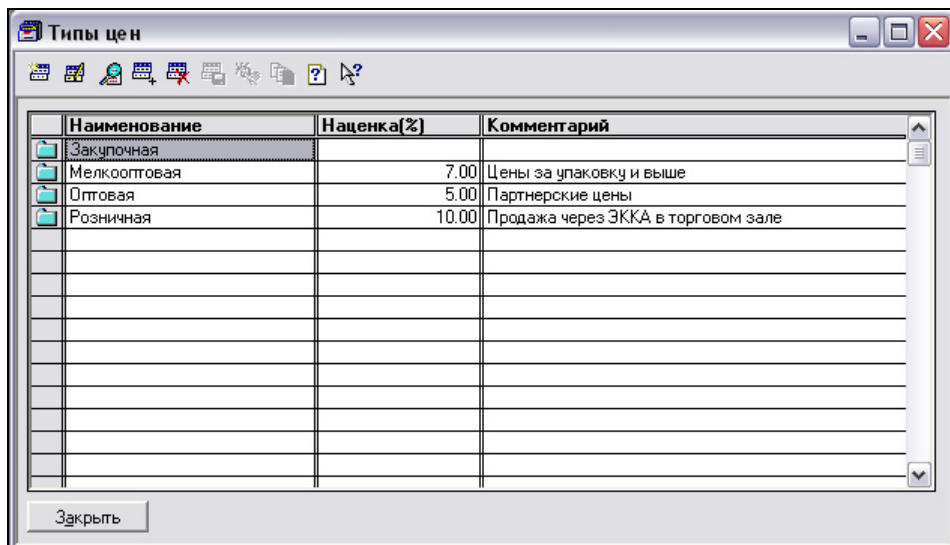 Типы цен
Наименование Наценка(%) Комментарий
Закупочная
Мелкооптовая 7.00 Цены за упаковку и выше
Оптовая 5.00 Партнерские цены
Розничная 10.00 Продажа через ЭККА в торговом зале
Закрыть